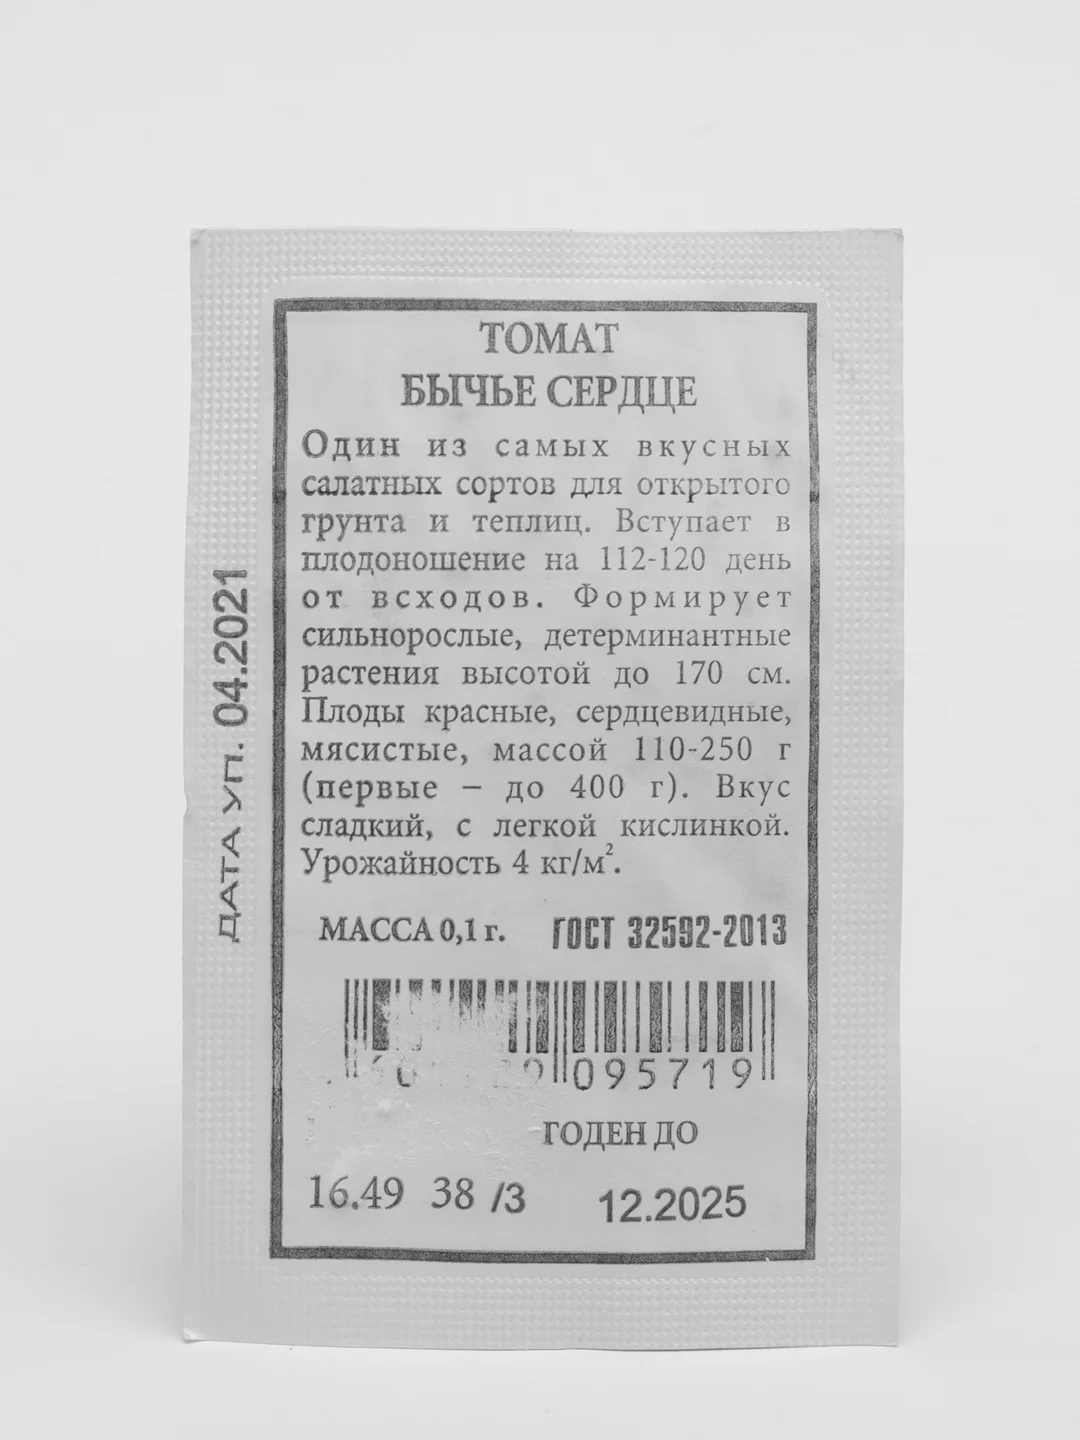 ТОМАТ
БЫЧЬЕ СЕРДЦЕ
Один из самых вкусных
салатных сортов для открытого
грунта и теплиц. Вступает в
плодоношение на 112-120 день
от всходов. Формирует
сильнорослые, детерминантные
растения высотой до 170 см.
Плоды красные, сердцевидные,
мясистые, массой 110-250 г
(первые – до 400 г). Вкус
сладкий, с легкой кислинкой.
Урожайность 4 кг/м².
МАССА 0,1 г. ГОСТ 32592-2013
095719
ГОДЕН ДО
16.49 38 /3 12.2025
ДАТА УП. 04.2021